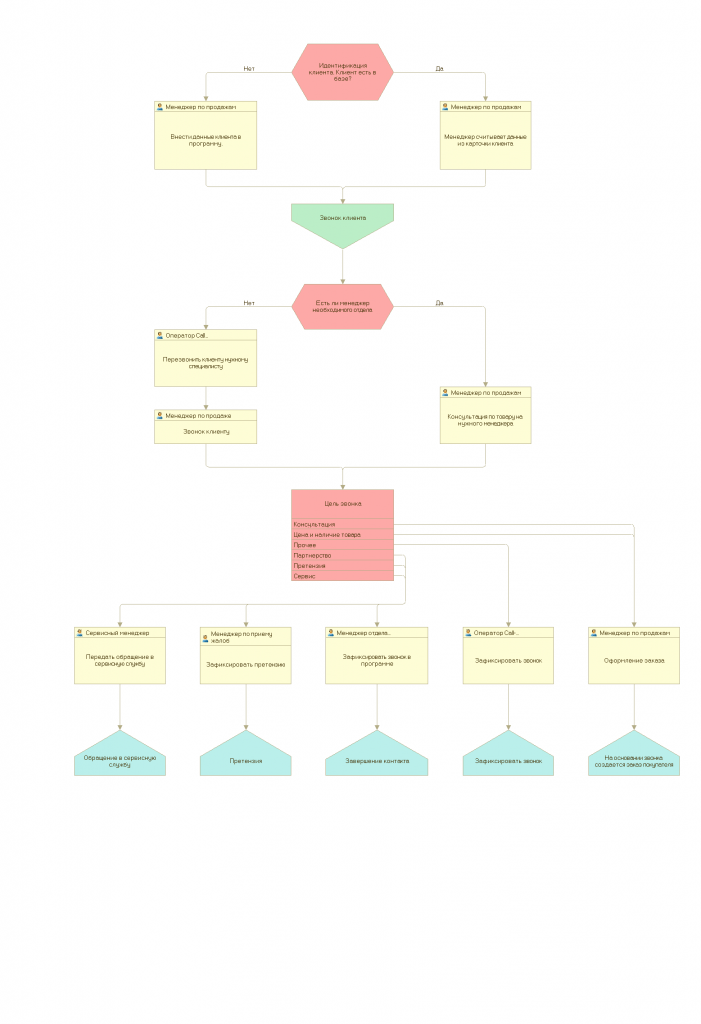 Идентификация
клиента. Клиент есть в
базе?
Нет
Да
Менеджер по продажам
Внести данные клиента в
программу.
Менеджер по продажам
Менеджер считывает данные
из карточки клиента
Звонок клиента
Есть ли менеджер
необходимого отдела
Нет
Да
Оператор Call...
Перезвонить клиенту нужному
специалисту
Менеджер по продаже
Звонок клиенту.
Менеджер по продажам
Консультация по товару на
нужного менеджера
Цель звонка
Консультация
Цена и наличие товара
Прочее
Партнерство
Претензия
Сервис
Сервисный менеджер
Передать обращение в
сервисную службу
Менеджер по приему
жалоб
Зафиксировать претензию
Менеджер отдела...
Зафиксировать звонок в
программе
Оператор Call-...
Зафиксировать звонок
Менеджер по продажам
Оформление заказа
Обращение в сервисную
службу
Претензия
Завершение контакта
Зафиксировать звонок
На основании звонка
создается заказ покупателя